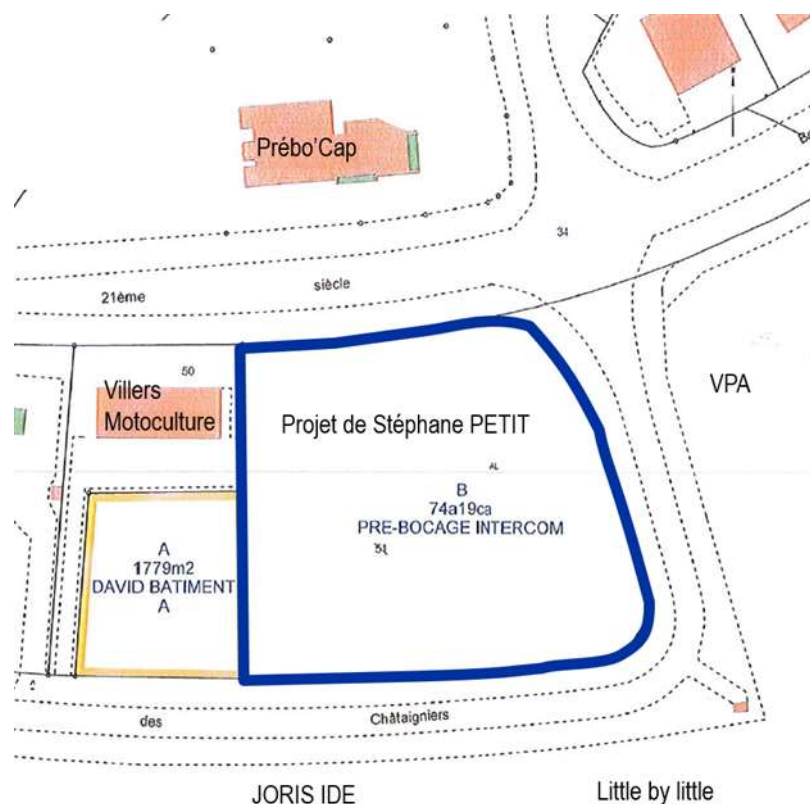 Prébo'Cap
34
21ème siècle
50
Villers
Motoculture
Projet de Stéphane PETIT
VPA
AL
B
74a19ca
PRE-BOCAGE INTERCOM
A
1779m2
DAVID BATIMENT
A
des Châtaigniers
JORIS IDE
Little by little